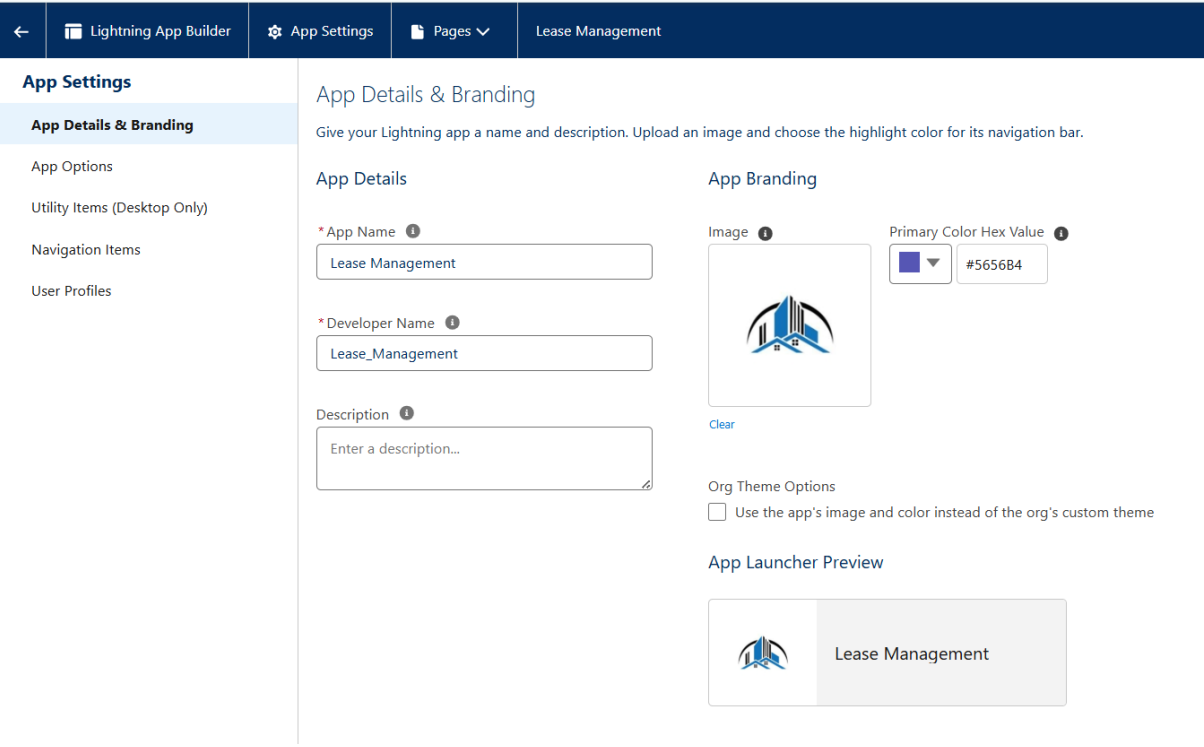 Lightning App Builder
App Settings
Pages
Lease Management
App Settings
App Details & Branding
App Options
Utility Items (Desktop Only)
Navigation Items
User Profiles
App Details & Branding
Give your Lightning app a name and description. Upload an image and choose the highlight color for its navigation bar.
App Details
* App Name
Lease Management
* Developer Name
Lease_Management
Description
Enter a description...
App Branding
Image
Clear
Primary Color Hex Value
#5656B4
Org Theme Options
Use the app's image and color instead of the org's custom theme
App Launcher Preview
Lease Management